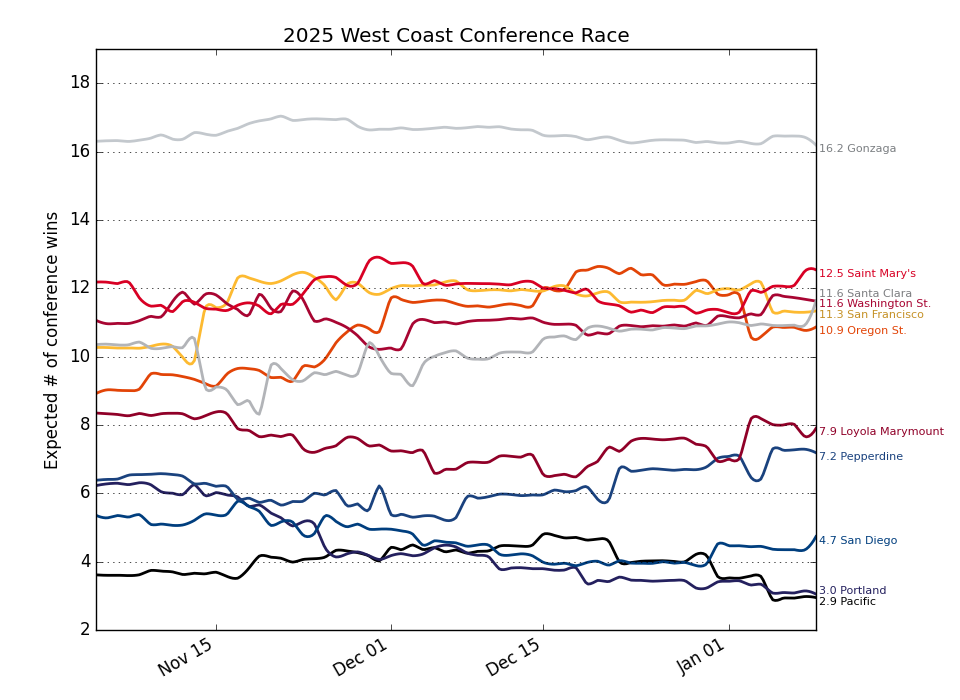 2025 West Coast Conference Race
Expected # of conference wins
18
16
14
12
10
8
6
4
2
Nov 15
Dec 01
Dec 15
Jan 01
16.2 Gonzaga
12.5 Saint Mary's
11.6 Santa Clara
11.6 Washington St.
11.3 San Francisco
10.9 Oregon St.
7.9 Loyola Marymount
7.2 Pepperdine
4.7 San Diego
3.0 Portland
2.9 Pacific